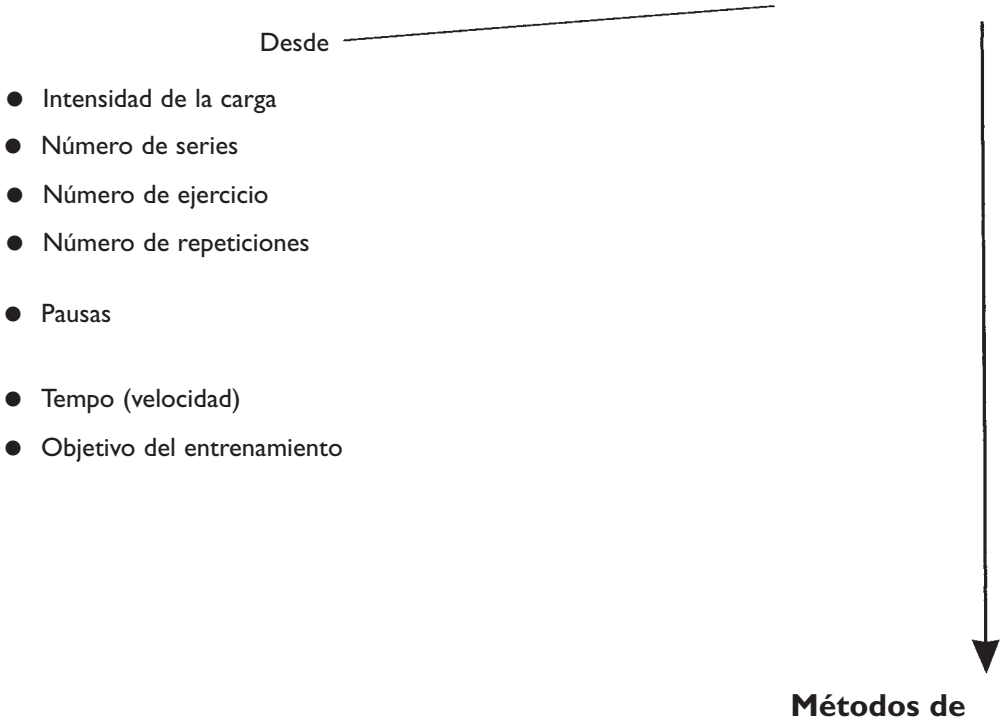 Desde
● Intensidad de la carga
● Número de series
● Número de ejercicio
● Número de repeticiones
● Pausas
● Tempo (velocidad)
● Objetivo del entrenamiento
Métodos de